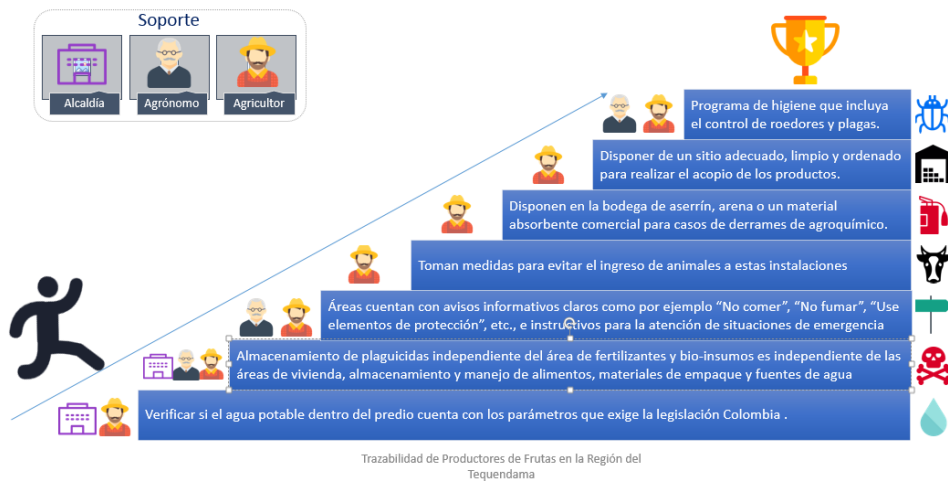 Soporte
Alcaldía
Agrónomo
Agricultor
Programa de higiene que incluya
el control de roedores y plagas.
Disponer de un sitio adecuado, limpio y ordenado
para realizar el acopio de los productos.
Disponen en la bodega de aserrín, arena o un material
absorbente comercial para casos de derrames de agroquímico.
Toman medidas para evitar el ingreso de animales a estas instalaciones
Áreas cuentan con avisos informativos claros como por ejemplo “No comer”, “No fumar”, “Use
elementos de protección”, etc., e instructivos para la atención de situaciones de emergencia
Almacenamiento de plaguicidas independiente del área de fertilizantes y bio-insumos es independiente de las
áreas de vivienda, almacenamiento y manejo de alimentos, materiales de empaque y fuentes de agua
Verificar si el agua potable dentro del predio cuenta con los parámetros que exige la legislación Colombia .
Trazabilidad de Productores de Frutas en la Región del
Tequendama